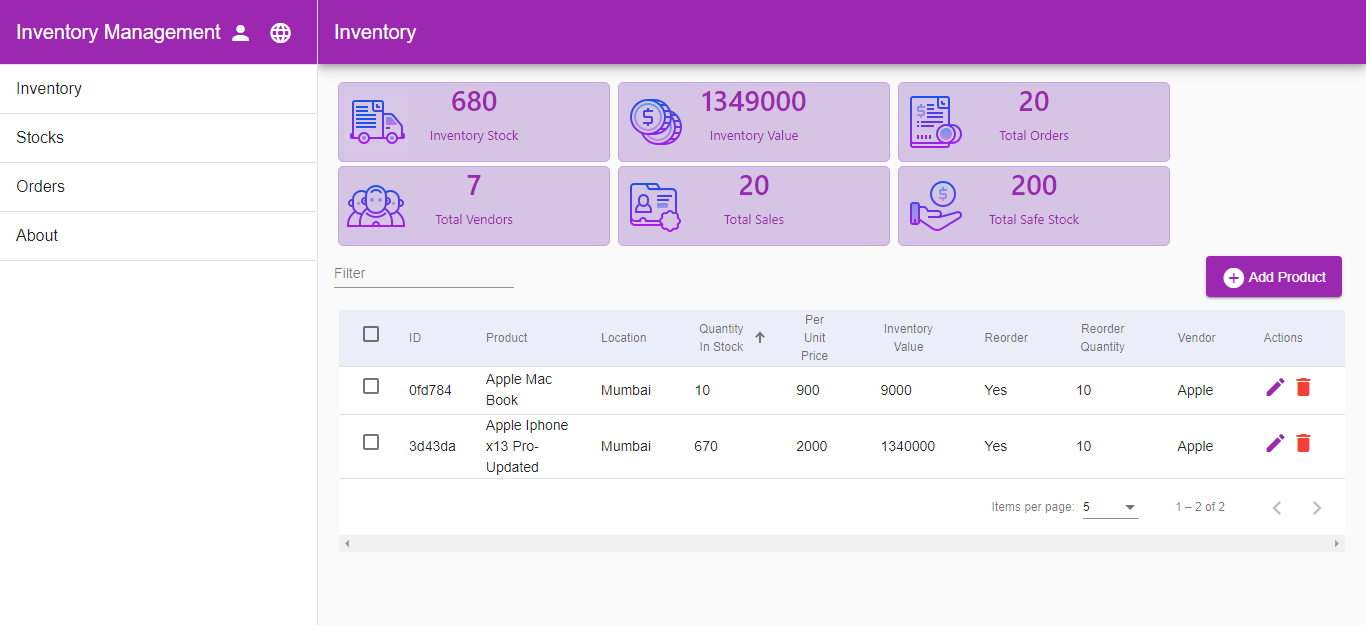 Inventory Management
Inventory
Inventory
Stocks
Orders
About
680
Inventory Stock
1349000
Inventory Value
20
Total Orders
7
Total Vendors
20
Total Sales
200
Total Safe Stock
Filter
Add Product
ID
Product
Location
Quantity
In Stock
Per
Unit
Price
Inventory
Value
Reorder
Reorder
Quantity
Vendor
Actions
0fd784
Apple Mac
Book
Mumbai
10
900
9000
Yes
10
Apple
3d43da
Apple Iphone
x13 Pro-
Updated
Mumbai
670
2000
1340000
Yes
10
Apple
Items per page: 5
1 – 2 of 2